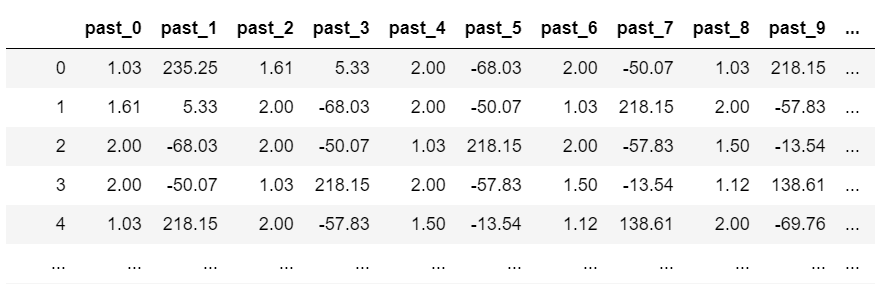 past_0 past_1 past_2 past_3 past_4 past_5 past_6 past_7 past_8 past_9 ...
0 1.03 235.25 1.61 5.33 2.00 -68.03 2.00 -50.07 1.03 218.15 ...
1 1.61 5.33 2.00 -68.03 2.00 -50.07 1.03 218.15 2.00 -57.83 ...
2 2.00 -68.03 2.00 -50.07 1.03 218.15 2.00 -57.83 1.50 -13.54 ...
3 2.00 -50.07 1.03 218.15 2.00 -57.83 1.50 -13.54 1.12 138.61 ...
4 1.03 218.15 2.00 -57.83 1.50 -13.54 1.12 138.61 2.00 -69.76 ...
... ... ... ... ... ... ... ... ... ... ... ...